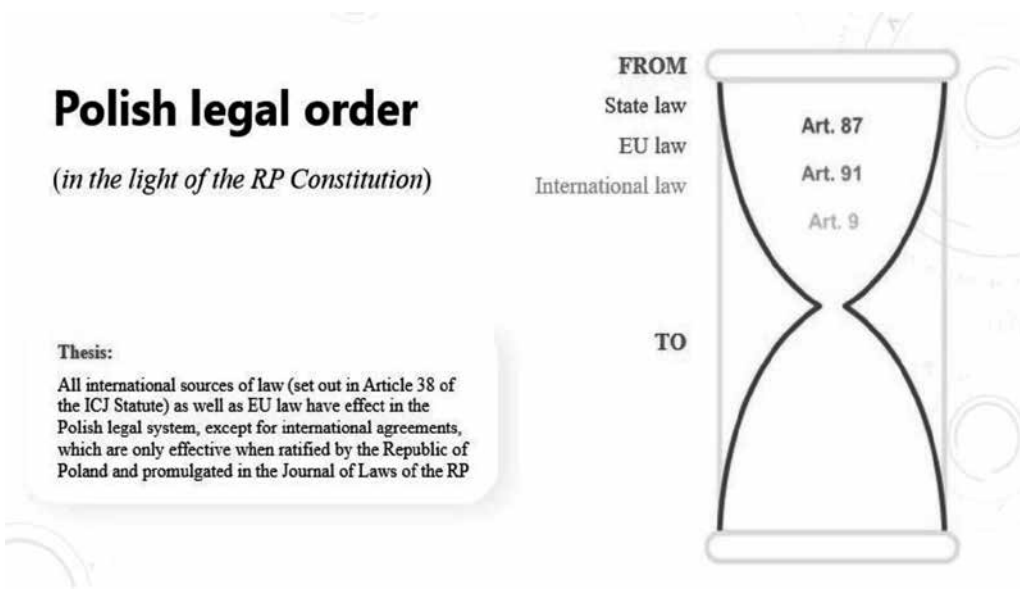 Polish legal order
(in the light of the RP Constitution)
FROM
State law
EU law
International law
Art. 87
Art. 91
Art. 9
TO
Thesis:
All international sources of law (set out in Article 38 of
the ICJ Statute) as well as EU law have effect in the
Polish legal system, except for international agreements,
which are only effective when ratified by the Republic of
Poland and promulgated in the Journal of Laws of the RP